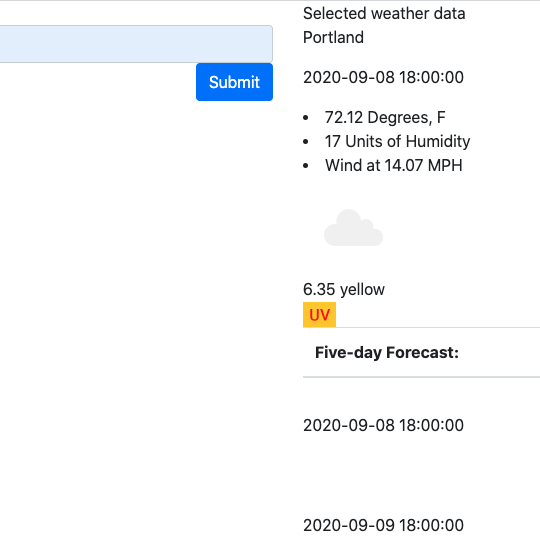 Submit
Selected weather data
Portland
2020-09-08 18:00:00
72.12 Degrees, F
17 Units of Humidity
Wind at 14.07 MPH
6.35 yellow
UV
Five-day Forecast:
2020-09-08 18:00:00
2020-09-09 18:00:00